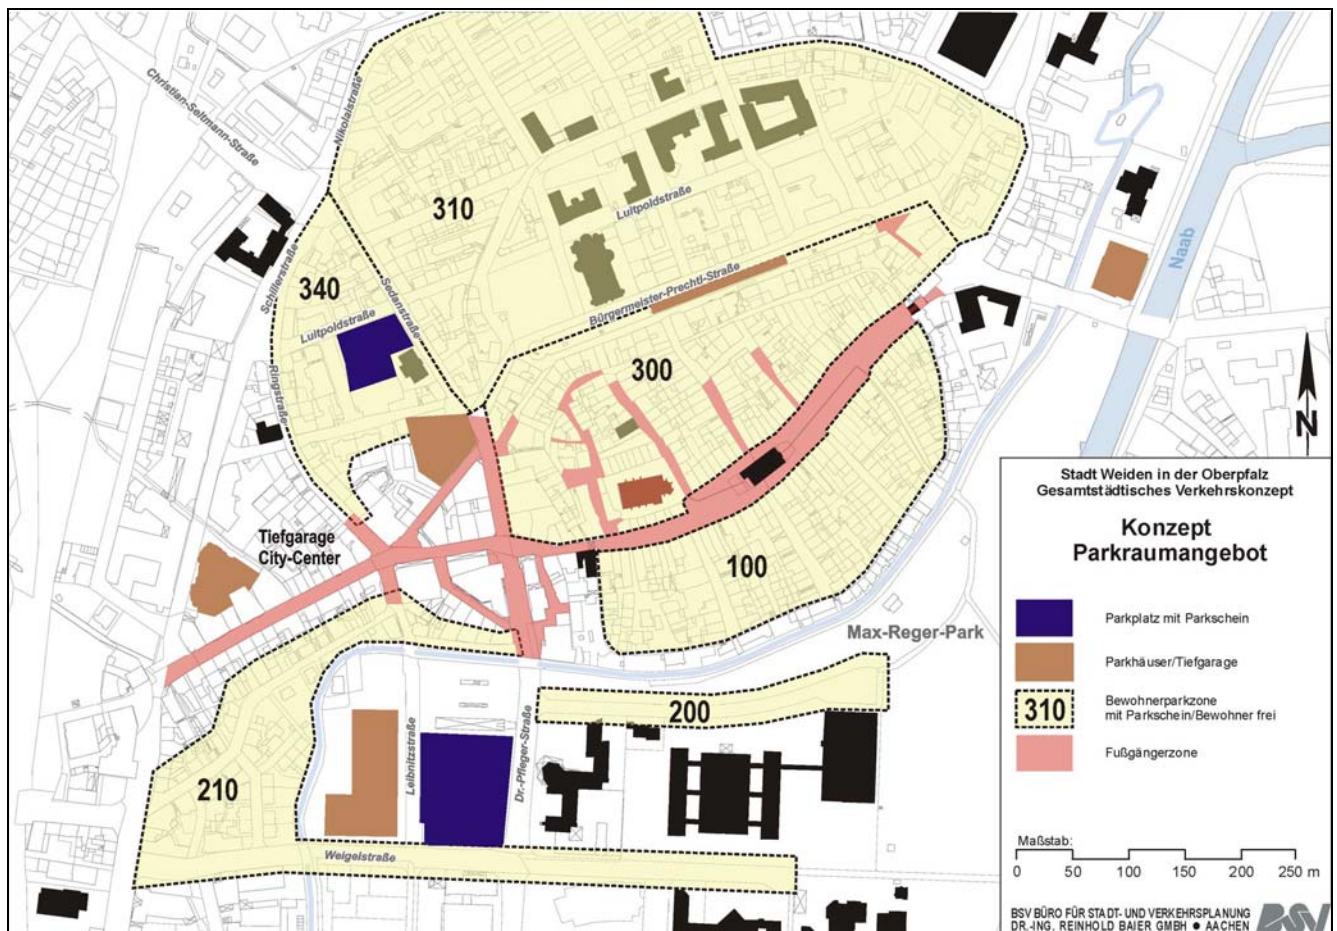 Christian-Seltmann-Straße
Nikolaistraße
310
Luitpoldstraße
Naab
340
Schillerstraße
Sedanstraße
Luitpoldstraße
Bürgermeister-Prechtl-Straße
300
Ringstraße
N
Tiefgarage
City-Center
100
Max-Reger-Park
200
Leibnitzstraße
Dr.-Pfleger-Straße
210
Weigelstraße
Stadt Weiden in der Oberpfalz
Gesamtstädtisches Verkehrskonzept
Konzept
Parkraumangebot
Parkplatz mit Parkschein
Parkhäuser/Tiefgarage
310
Bewohnerparkzone
mit Parkschein/Bewohner frei
Fußgängerzone
Maßstab:
0 50 100 150 200 250 m
BSV BÜRO FÜR STADT- UND VERKEHRSPLANUNG
DR.-ING. REINHOLD BAIER GMBH ● AACHEN
BSV